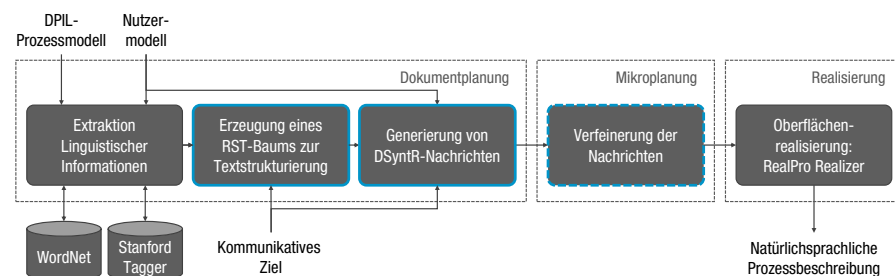 DPIL-
Prozessmodell
Nutzer-
modell
Dokumentplanung
Mikroplanung
Realisierung
Extraktion
Linguistischer
Informationen
Erzeugung eines
RST-Baums zur
Textstrukturierung
Generierung von
DSyntR-Nachrichten
Verfeinerung der
Nachrichten
Oberflächen-
realisierung:
RealPro Realizer
WordNet
Stanford
Tagger
Kommunikatives
Ziel
Natürlichsprachliche
Prozessbeschreibung